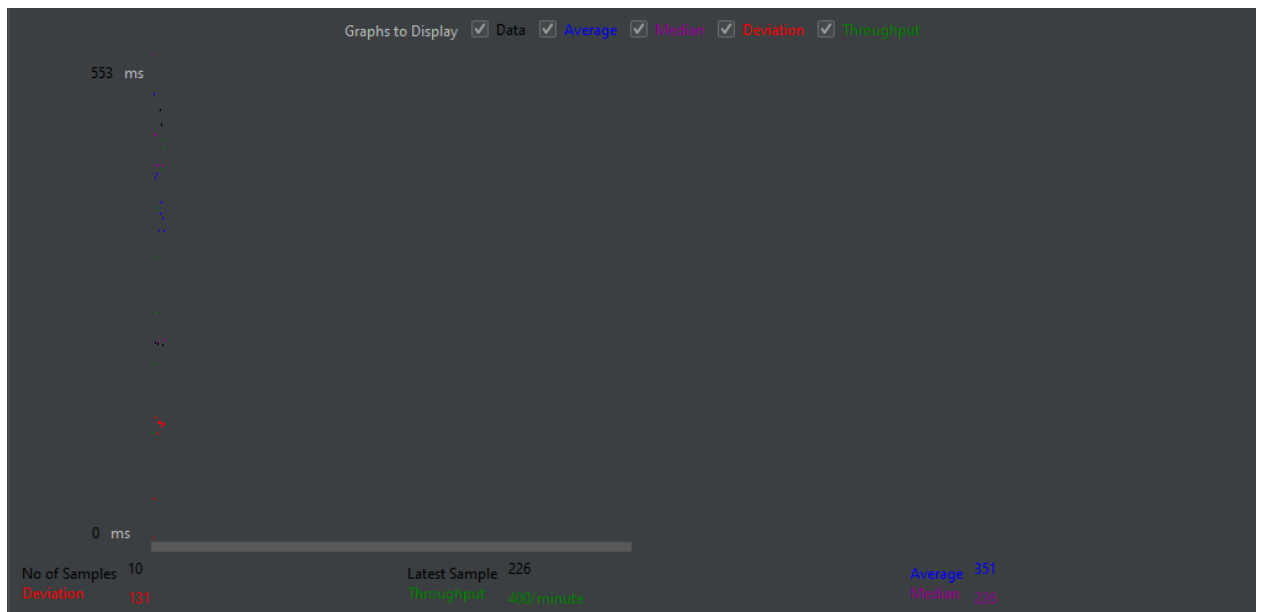 Graphs to Display Data Average Median Deviation Throughput
553 ms
0 ms
No of Samples 10 Latest Sample 226 Average 351
Deviation 131 Throughput 400/minute Median 226